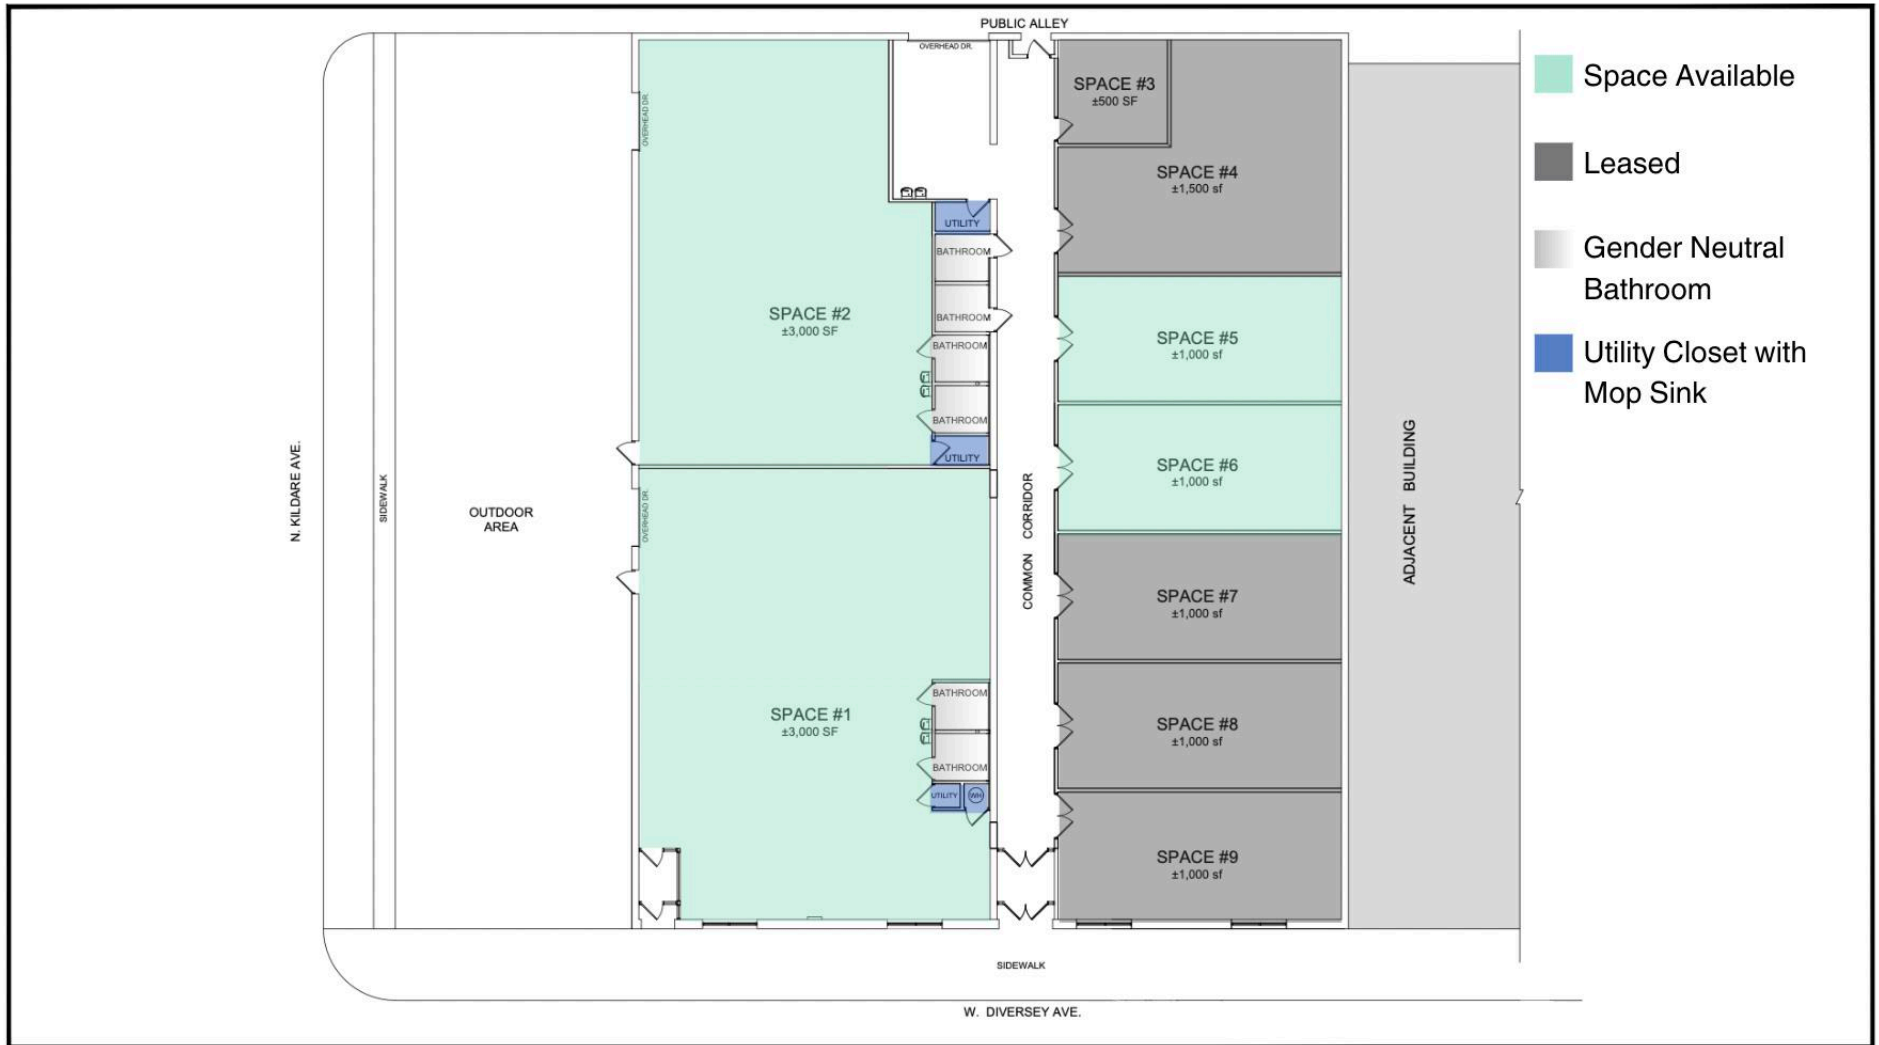 PUBLIC ALLEY
OVERHEAD DR.
OVERHEAD DR.
SPACE #3
±500 SF
SPACE #4
±1,500 sf
UTILITY
BATHROOM
BATHROOM
BATHROOM
BATHROOM
UTILITY
SPACE #2
±3,000 SF
SPACE #5
±1,000 sf
SPACE #6
±1,000 sf
N. KILDARE AVE.
SIDEWALK
OUTDOOR
AREA
OVERHEAD DR.
COMMON CORRIDOR
ADJACENT BUILDING
SPACE #7
±1,000 sf
SPACE #1
±3,000 SF
BATHROOM
BATHROOM
UTILITY
WH
SPACE #8
±1,000 sf
SPACE #9
±1,000 sf
SIDEWALK
W. DIVERSEY AVE.
Space Available
Leased
Gender Neutral
Bathroom
Utility Closet with
Mop Sink